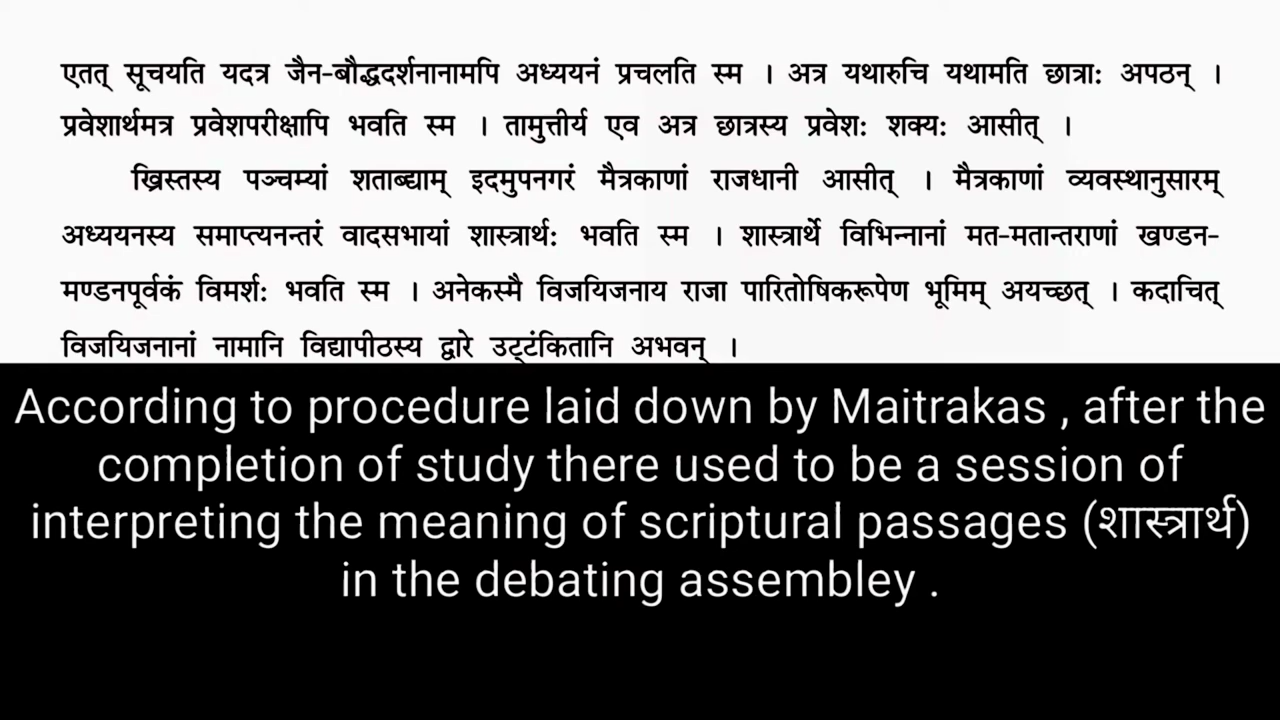 एतत् सूचयति यदत्र जैन-बौद्धदर्शनानामपि अध्ययनं प्रचलति स्म । अत्र यथारुचि यथामति छात्रा: अपठन् ।
प्रवेशार्थमत्र प्रवेशपरीक्षापि भवति स्म । तामुत्तीर्य एव अत्र छात्रस्य प्रवेश: शक्य: आसीत् ।
ख्रिस्तस्य पञ्चम्यां शताब्द्याम् इदमुपनगरं मैत्रकाणां राजधानी आसीत् । मैत्रकाणां व्यवस्थानुसारम्
अध्ययनस्य समाप्त्यनन्तरं वादसभायां शास्त्रार्थ: भवति स्म । शास्त्रार्थे विभिन्नानां मत-मतान्तराणां खण्डन-
मण्डनपूर्वकं विमर्श: भवति स्म । अनेकस्मै विजयिजनाय राजा पारितोषिकरूपेण भूमिम् अयच्छत् । कदाचित्
विजयिजनानां नामानि विद्यापीठस्य द्वारे उट्टंकितानि अभवन् ।
According to procedure laid down by Maitrakas , after the
completion of study there used to be a session of
interpreting the meaning of scriptural passages (शास्त्रार्थ)
in the debating assembley .